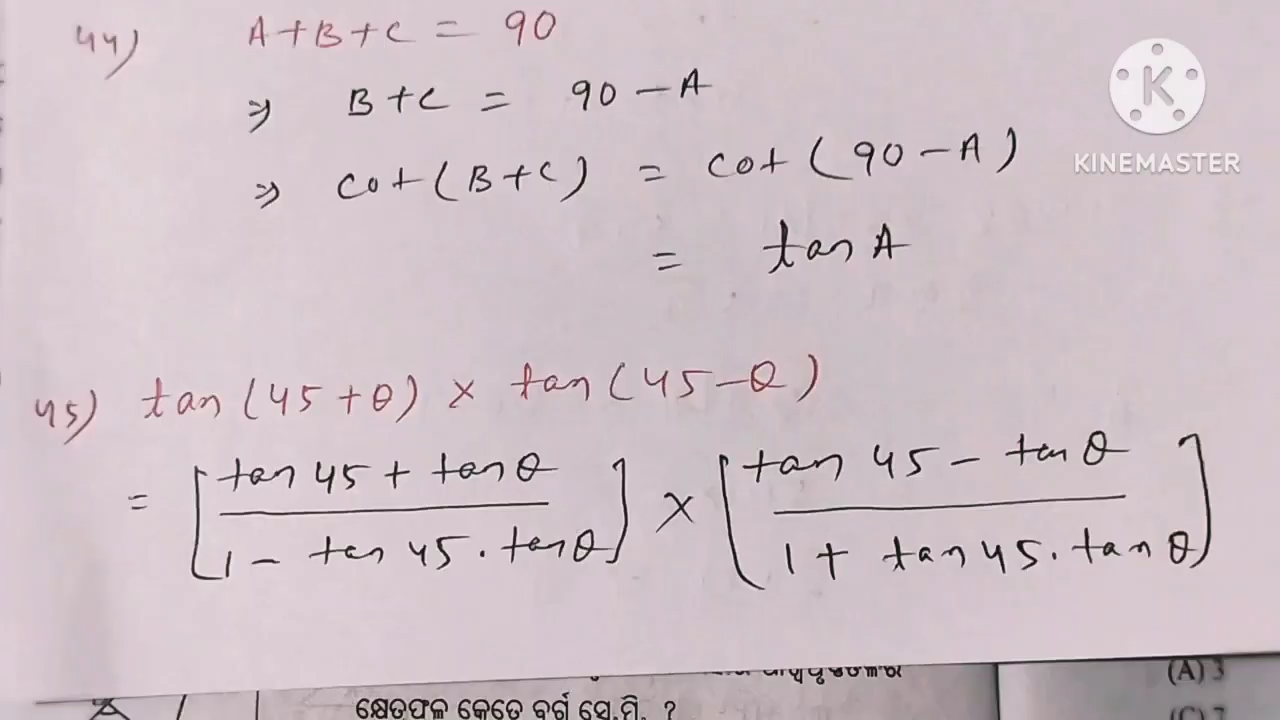 44) A+B+C = 90
⇒ B+C = 90-A
⇒ cot(B+C) = cot(90-A)
= tan A
K
KINEMASTER
45) tan(45+θ) × tan(45-θ)
= [tan 45 + tan θ / 1 - tan 45 . tan θ] × [tan 45 - tan θ / 1 + tan 45 . tan θ]
(A) 3
କ୍ଷେତ୍ରଫଳ କେତେ ବର୍ଗ ସେ.ମି. ?